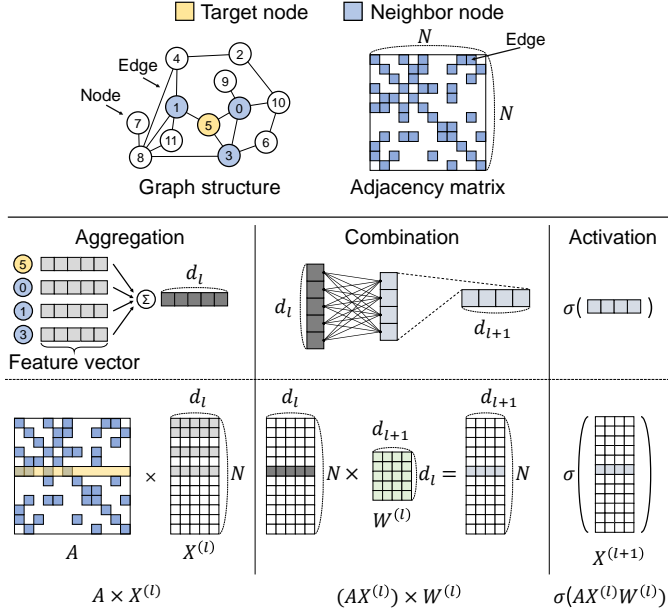 Target node
Neighbor node
Edge
Node
4
2
9
1
0
10
5
7
11
6
8
3
Graph structure
N
Edge
N
Adjacency matrix
Aggregation
Combination
Activation
5
0
1
3
Σ
d_l
Feature vector
d_l
d_{l+1}
σ( )
d_l
×
N
A
X^{(l)}
d_l
N ×
d_{l+1}
d_l =
W^{(l)}
d_{l+1}
N
σ
X^{(l+1)}
A × X^{(l)}
(AX^{(l)}) × W^{(l)}
σ(AX^{(l)}W^{(l)})